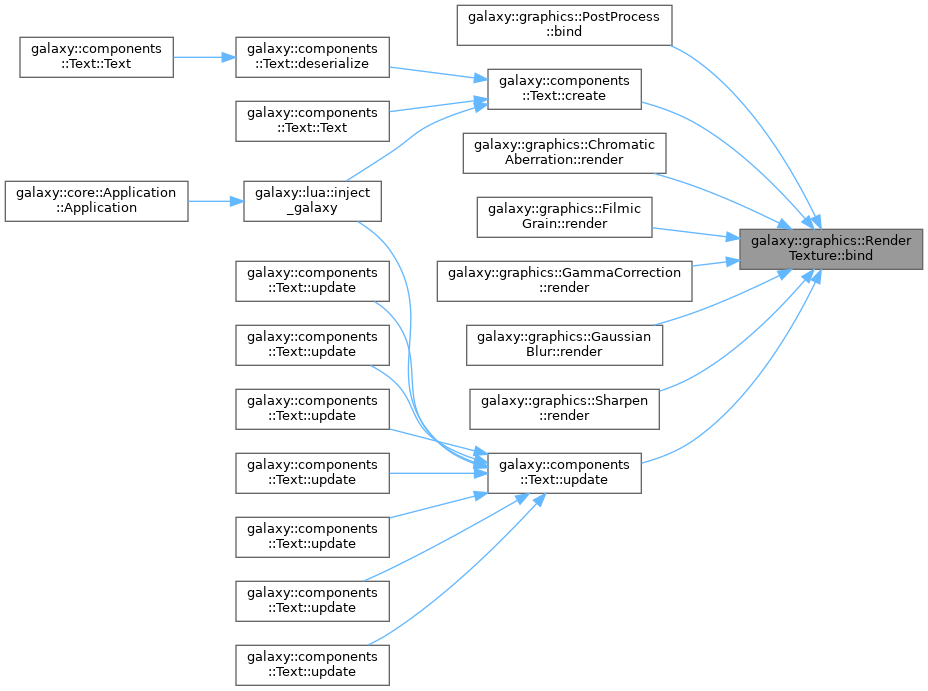 galaxy::graphics::PostProcess
::bind
galaxy::components
::Text::Text
galaxy::components
::Text::deserialize
galaxy::components
::Text::create
galaxy::components
::Text::Text
galaxy::graphics::Chromatic
Aberration::render
galaxy::core::Application
::Application
galaxy::lua::inject
_galaxy
galaxy::graphics::Filmic
Grain::render
galaxy::graphics::Render
Texture::bind
galaxy::components
::Text::update
galaxy::graphics::GammaCorrection
::render
galaxy::components
::Text::update
galaxy::graphics::Gaussian
Blur::render
galaxy::components
::Text::update
galaxy::graphics::Sharpen
::render
galaxy::components
::Text::update
galaxy::components
::Text::update
galaxy::components
::Text::update
galaxy::components
::Text::update
galaxy::components
::Text::update